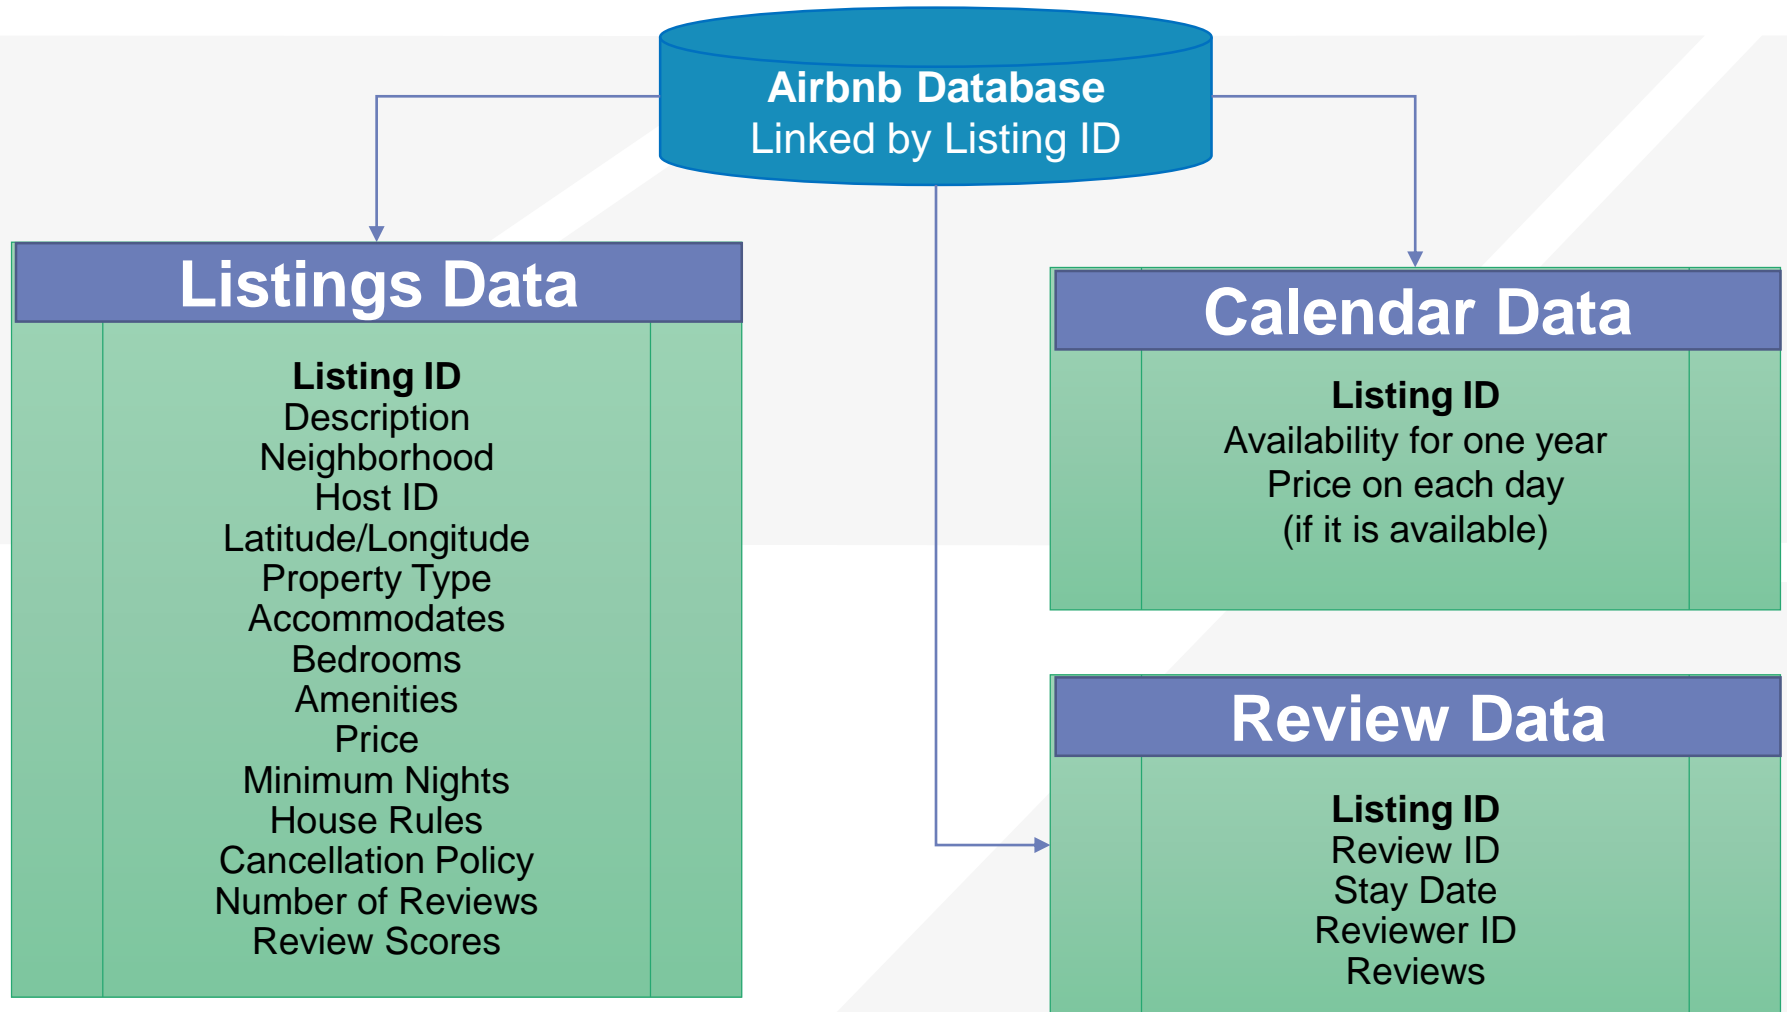 Airbnb Database
Linked by Listing ID
Listings Data
Listing ID
Description
Neighborhood
Host ID
Latitude/Longitude
Property Type
Accommodates
Bedrooms
Amenities
Price
Minimum Nights
House Rules
Cancellation Policy
Number of Reviews
Review Scores
Calendar Data
Listing ID
Availability for one year
Price on each day
(if it is available)
Review Data
Listing ID
Review ID
Stay Date
Reviewer ID
Reviews